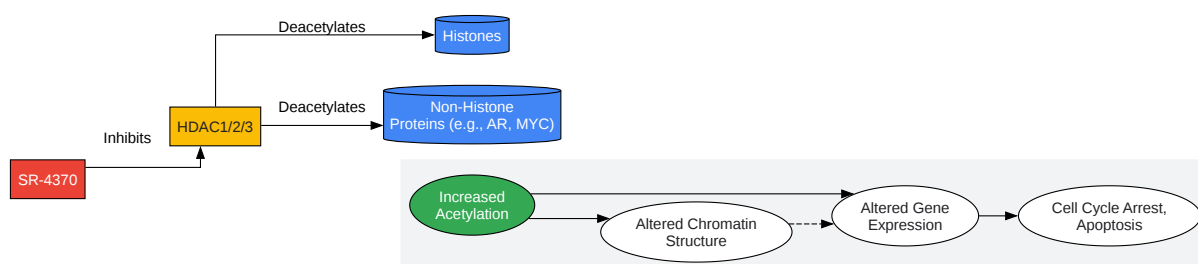 Deacetylates
Histones
Deacetylates
Non-Histone
Proteins (e.g., AR, MYC)
HDAC1/2/3
Inhibits
SR-4370
Increased
Acetylation
Altered Chromatin
Structure
Altered Gene
Expression
Cell Cycle Arrest,
Apoptosis